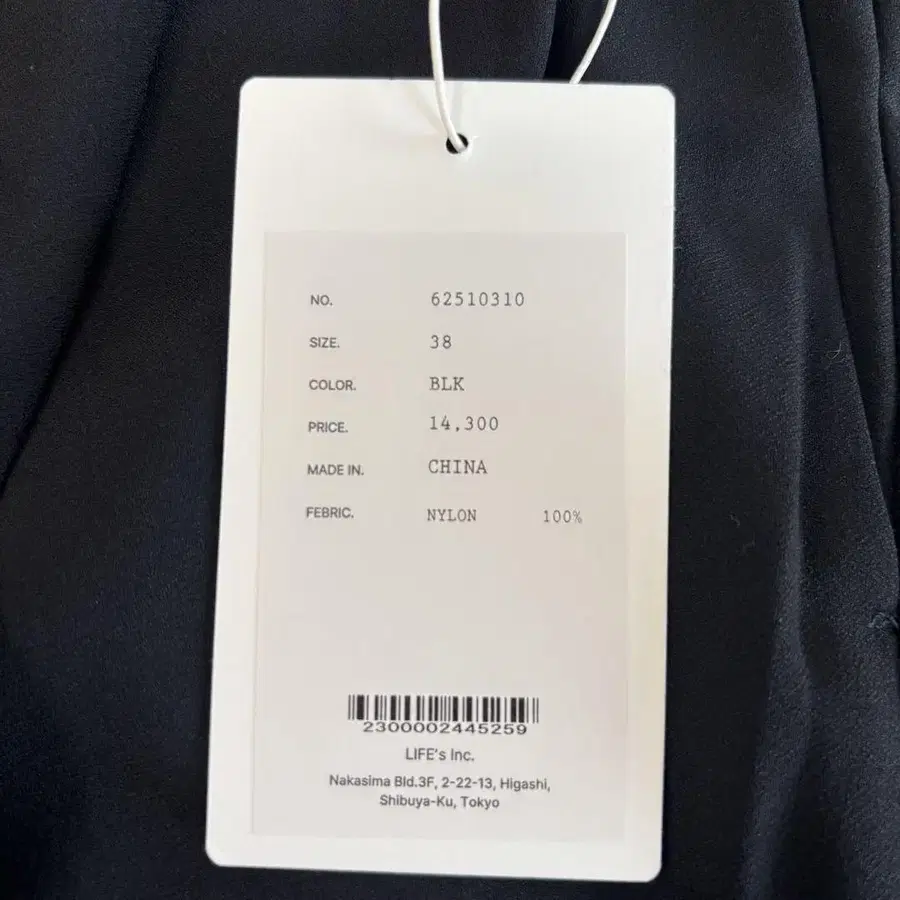 NO. 62510310
SIZE. 38
COLOR. BLK
PRICE. 14,300
MADE IN. CHINA
FEBRIC. NYLON 100%
2300002445259
LIFE's Inc.
Nakasima Bld.3F, 2-22-13, Higashi,
Shibuya-Ku, Tokyo